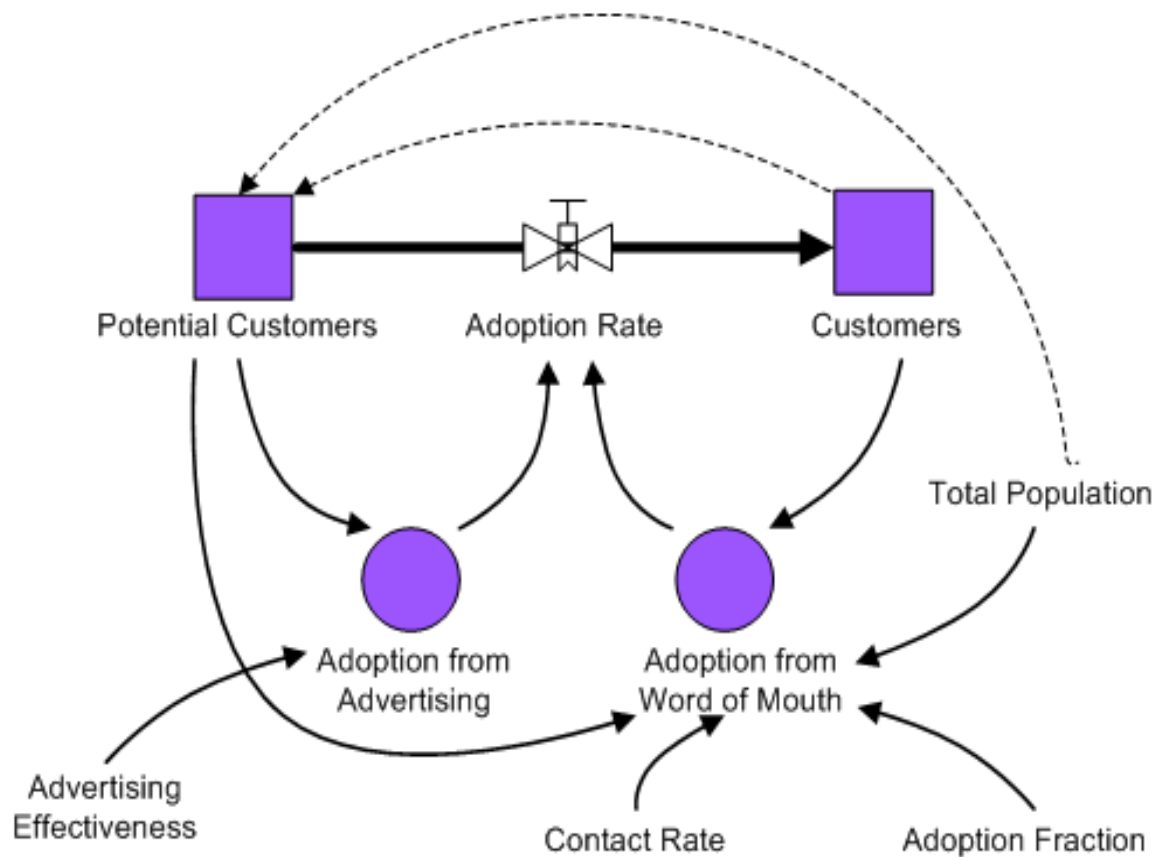 Potential Customers
Adoption Rate
Customers
Total Population
Adoption from
Advertising
Adoption from
Word of Mouth
Advertising
Effectiveness
Contact Rate
Adoption Fraction